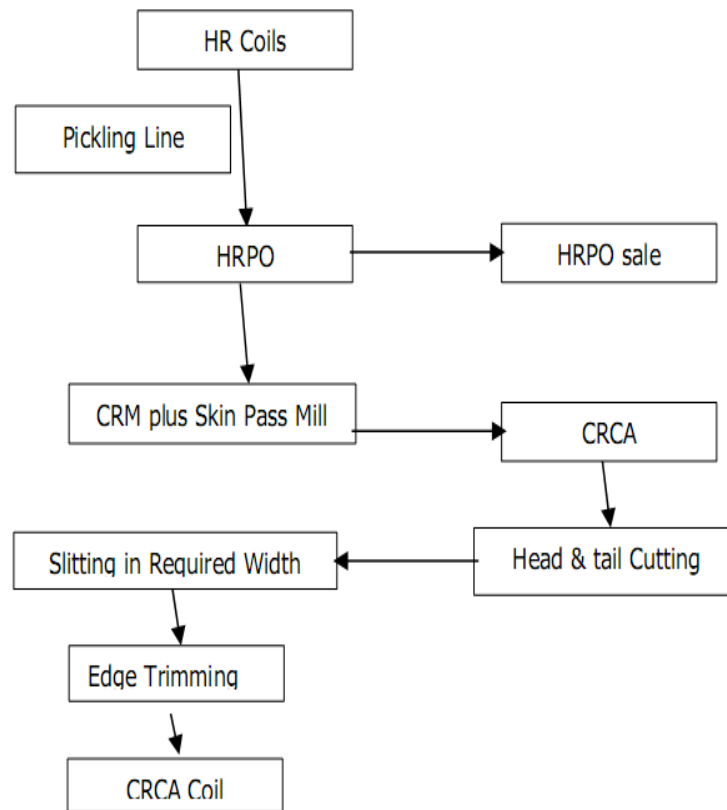 HR Coils
Pickling Line
HRPO
HRPO sale
CRM plus Skin Pass Mill
CRCA
Head & tail Cutting
Slitting in Required Width
Edge Trimming
CRCA Coil